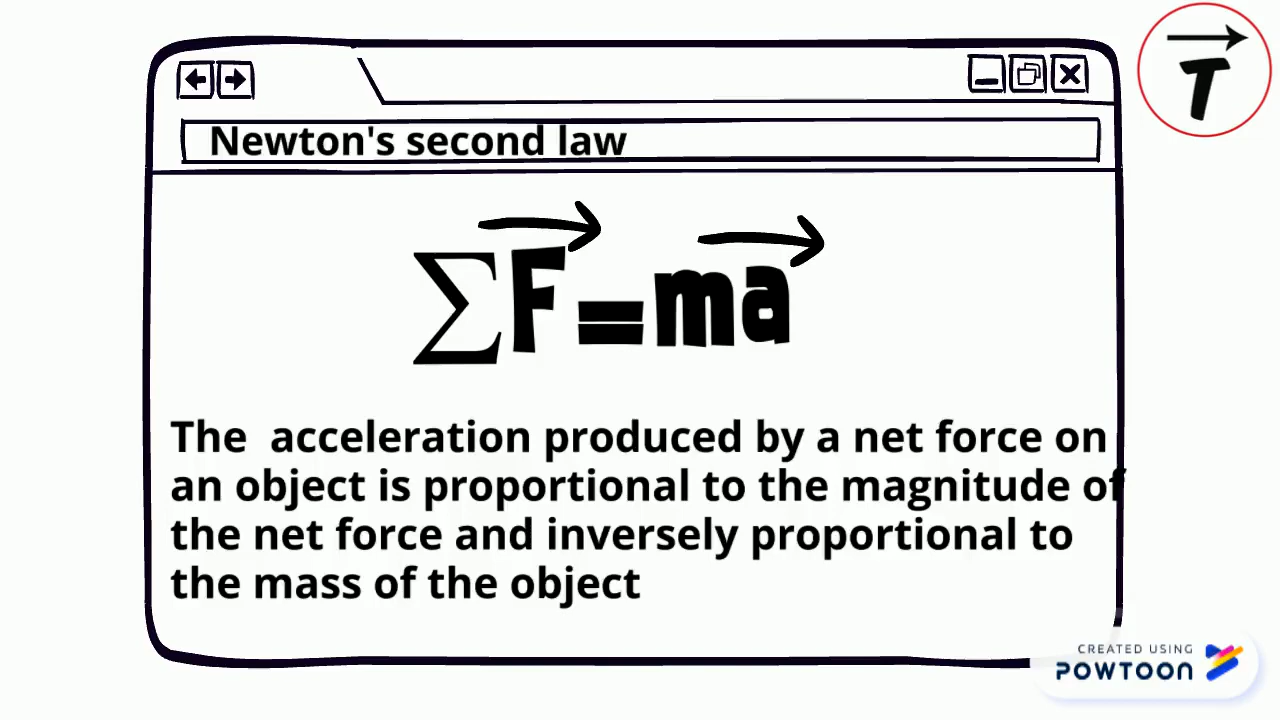 T
Newton's second law
ΣF=ma
The acceleration produced by a net force on
an object is proportional to the magnitude of
the net force and inversely proportional to
the mass of the object
CREATED USING
POWTOON